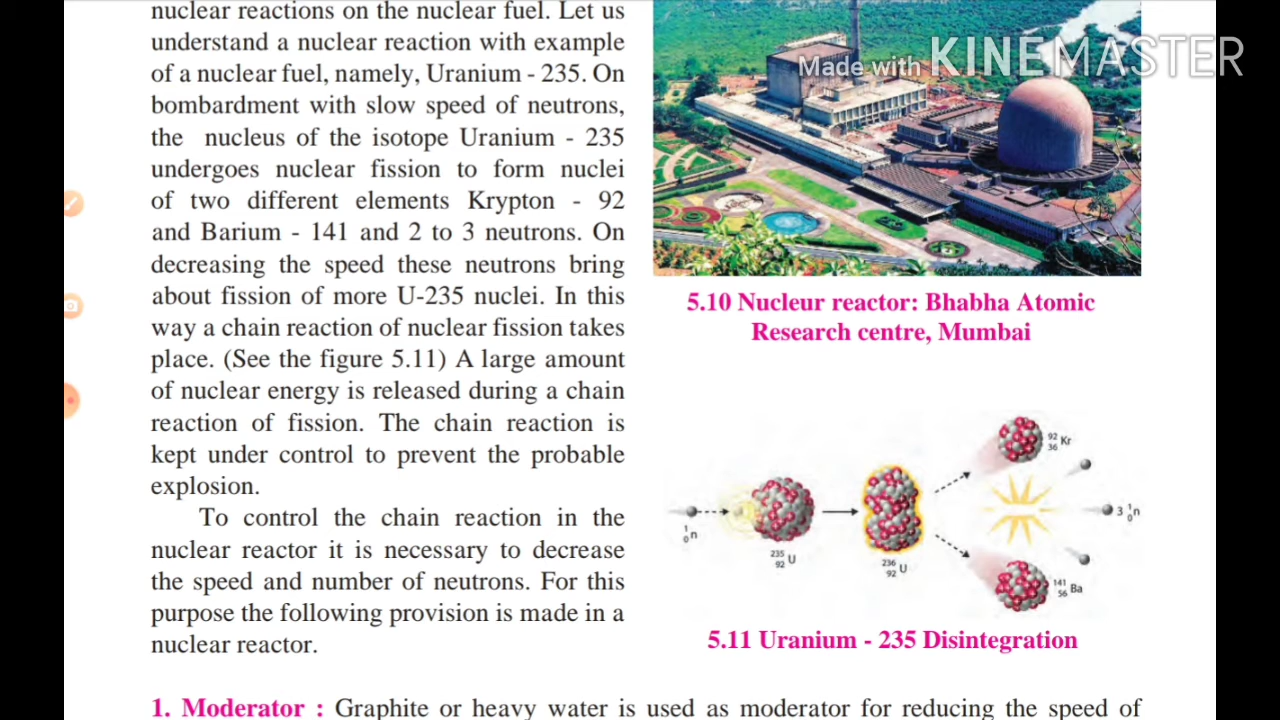 nuclear reactions on the nuclear fuel. Let us
understand a nuclear reaction with example
of a nuclear fuel, namely, Uranium - 235. On
bombardment with slow speed of neutrons,
the nucleus of the isotope Uranium - 235
undergoes nuclear fission to form nuclei
of two different elements Krypton - 92
and Barium - 141 and 2 to 3 neutrons. On
decreasing the speed these neutrons bring
about fission of more U-235 nuclei. In this
way a chain reaction of nuclear fission takes
place. (See the figure 5.11) A large amount
of nuclear energy is released during a chain
reaction of fission. The chain reaction is
kept under control to prevent the probable
explosion.
To control the chain reaction in the
nuclear reactor it is necessary to decrease
the speed and number of neutrons. For this
purpose the following provision is made in a
nuclear reactor.
Made with KINEMASTER
5.10 Nucleur reactor: Bhabha Atomic
Research centre, Mumbai
1 0 n
235 92 U
236 92 U
92 36 Kr
3 1 0 n
141 56 Ba
5.11 Uranium - 235 Disintegration
1. Moderator : Graphite or heavy water is used as moderator for reducing the speed of